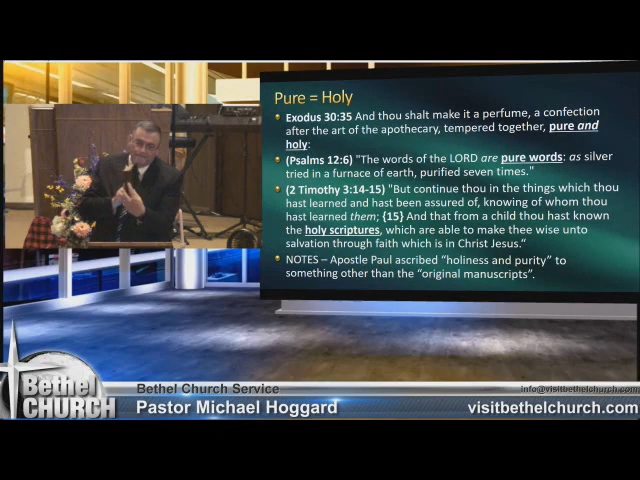 Pure = Holy
Exodus 30:35 And thou shalt make it a perfume, a confection
after the art of the apothecary, tempered together, pure and
holy:
(Psalms 12:6) "The words of the LORD are pure words: as silver
tried in a furnace of earth, purified seven times."
(2 Timothy 3:14-15) "But continue thou in the things which thou
hast learned and hast been assured of, knowing of whom thou
hast learned them; {15} And that from a child thou hast known
the holy scriptures, which are able to make thee wise unto
salvation through faith which is in Christ Jesus.“
NOTES – Apostle Paul ascribed “holiness and purity” to
something other than the “original manuscripts”.
Bethel
CHURCH
Bethel Church Service
info@visitbethelchurch.com
Pastor Michael Hoggard
visitbethelchurch.com